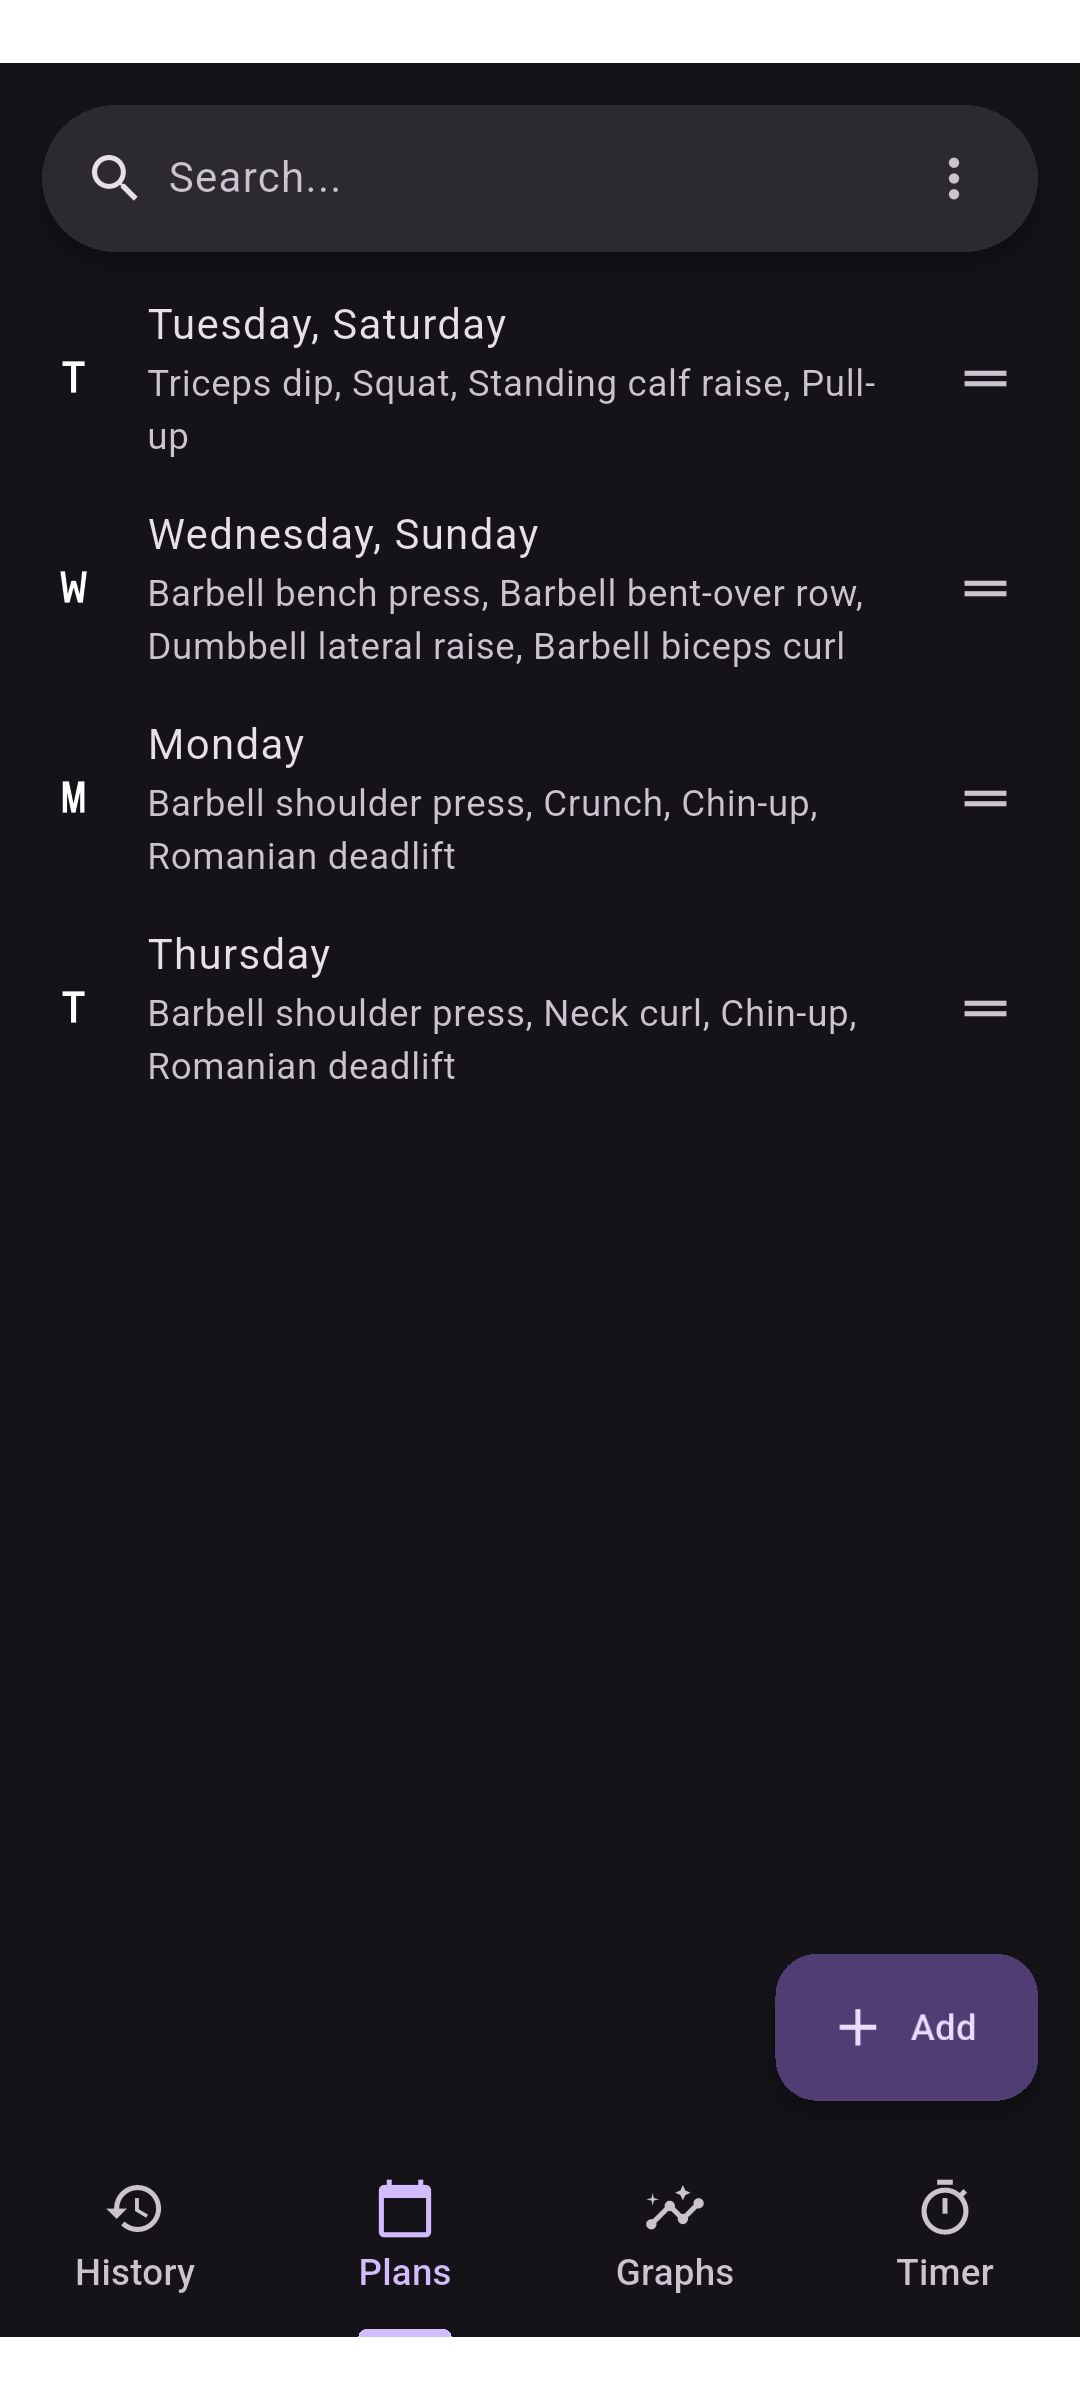 Search...
Tuesday, Saturday
T
Triceps dip, Squat, Standing calf raise, Pull-
up
Wednesday, Sunday
W
Barbell bench press, Barbell bent-over row,
Dumbbell lateral raise, Barbell biceps curl
Monday
M
Barbell shoulder press, Crunch, Chin-up,
Romanian deadlift
Thursday
T
Barbell shoulder press, Neck curl, Chin-up,
Romanian deadlift
Add
History
Plans
Graphs
Timer